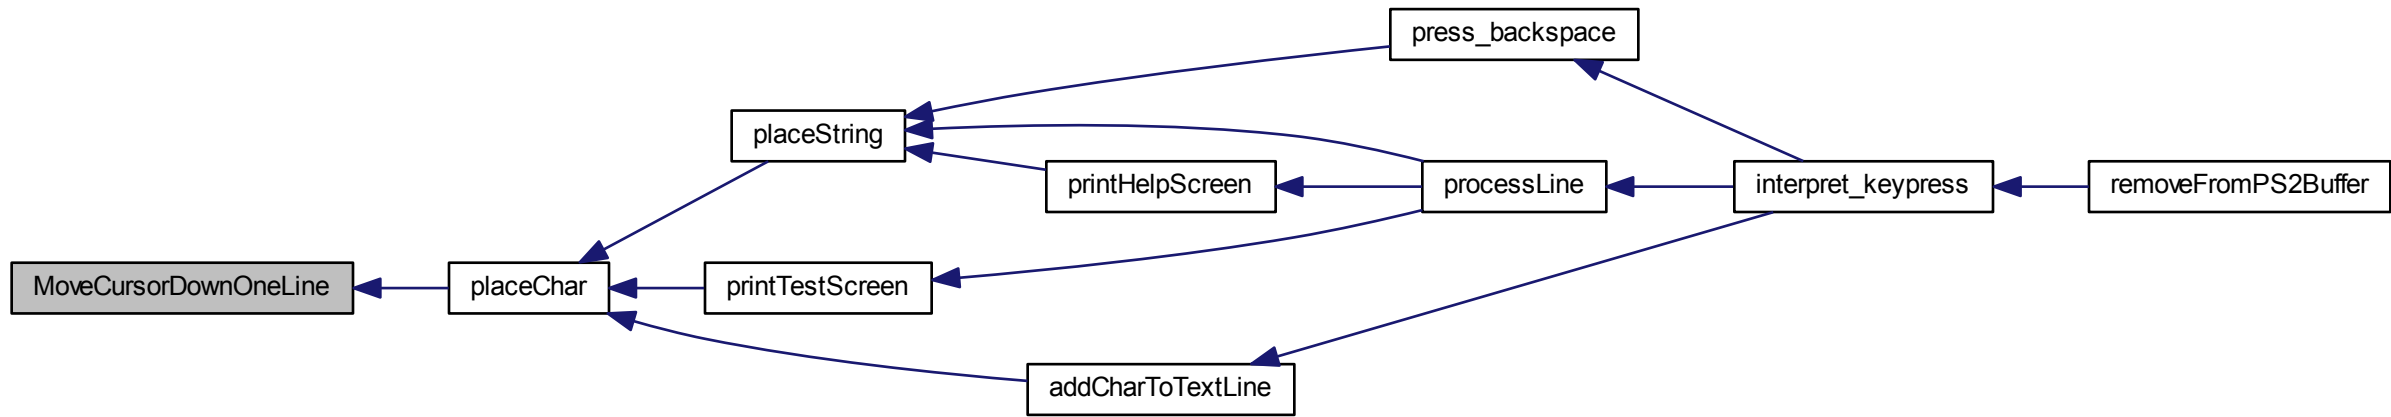 press_backspace
placeString
printHelpScreen
processLine
interpret_keypress
removeFromPS2Buffer
MoveCursorDownOneLine
placeChar
printTestScreen
addCharToTextLine